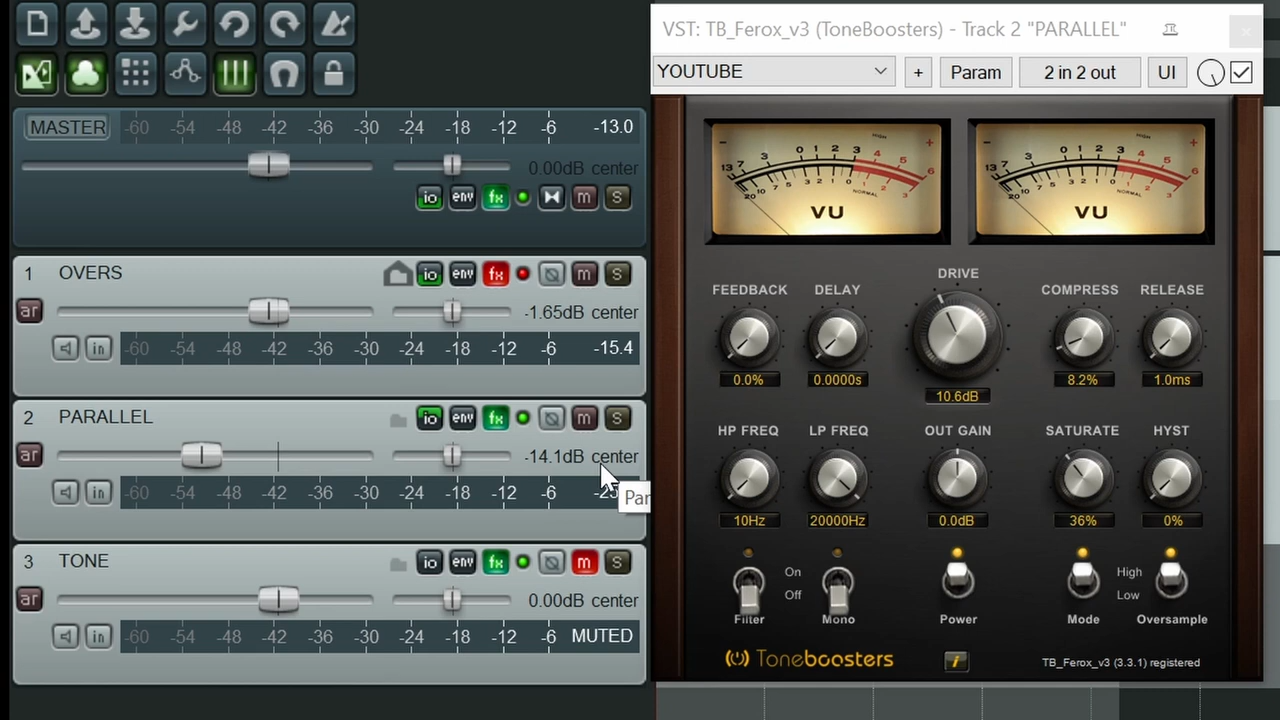 VST: TB_Ferox_v3 (ToneBoosters) - Track 2 "PARALLEL"
YOUTUBE + Param 2 in 2 out UI
MASTER -60 -54 -48 -42 -36 -30 -24 -18 -12 -6 -13.0
0.00dB center
io env fx m S
1 OVERS io env fx m S
ar -1.65dB center
in -60 -54 -48 -42 -36 -30 -24 -18 -12 -6 -15.4
2 PARALLEL io env fx m S
ar -14.1dB center
in -60 -54 -48 -42 -36 -30 -24 -18 -12 -6
Par
3 TONE io env fx m S
ar 0.00dB center
in -60 -54 -48 -42 -36 -30 -24 -18 -12 -6 MUTED
VU VU
DRIVE
FEEDBACK DELAY COMPRESS RELEASE
0.0% 0.0000s 8.2% 1.0ms
10.6dB
HP FREQ LP FREQ OUT GAIN SATURATE HYST
10Hz 20000Hz 0.0dB 36% 0%
On High
Off Low
Filter Mono Power Mode Oversample
Toneboosters i TB_Ferox_v3 (3.3.1) registered